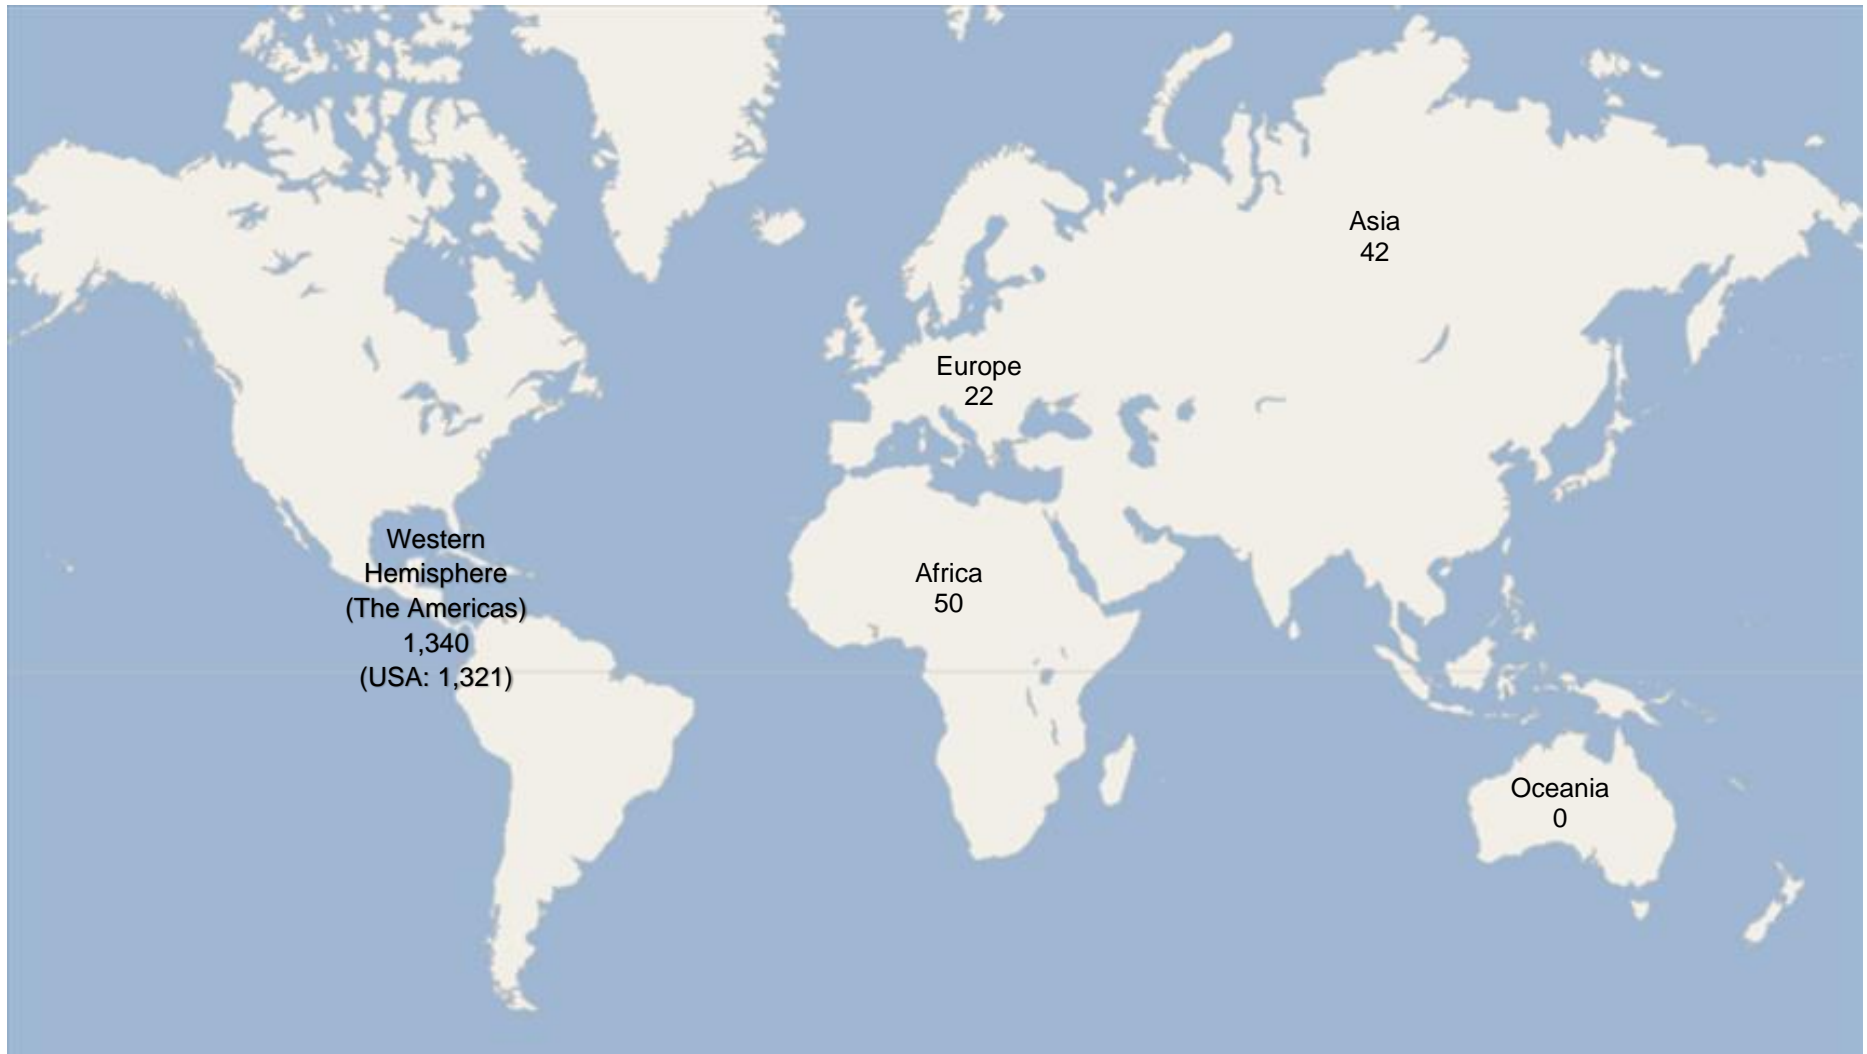 Asia
42
Europe
22
Western
Hemisphere
(The Americas)
1,340
(USA: 1,321)
Africa
50
Oceania
0